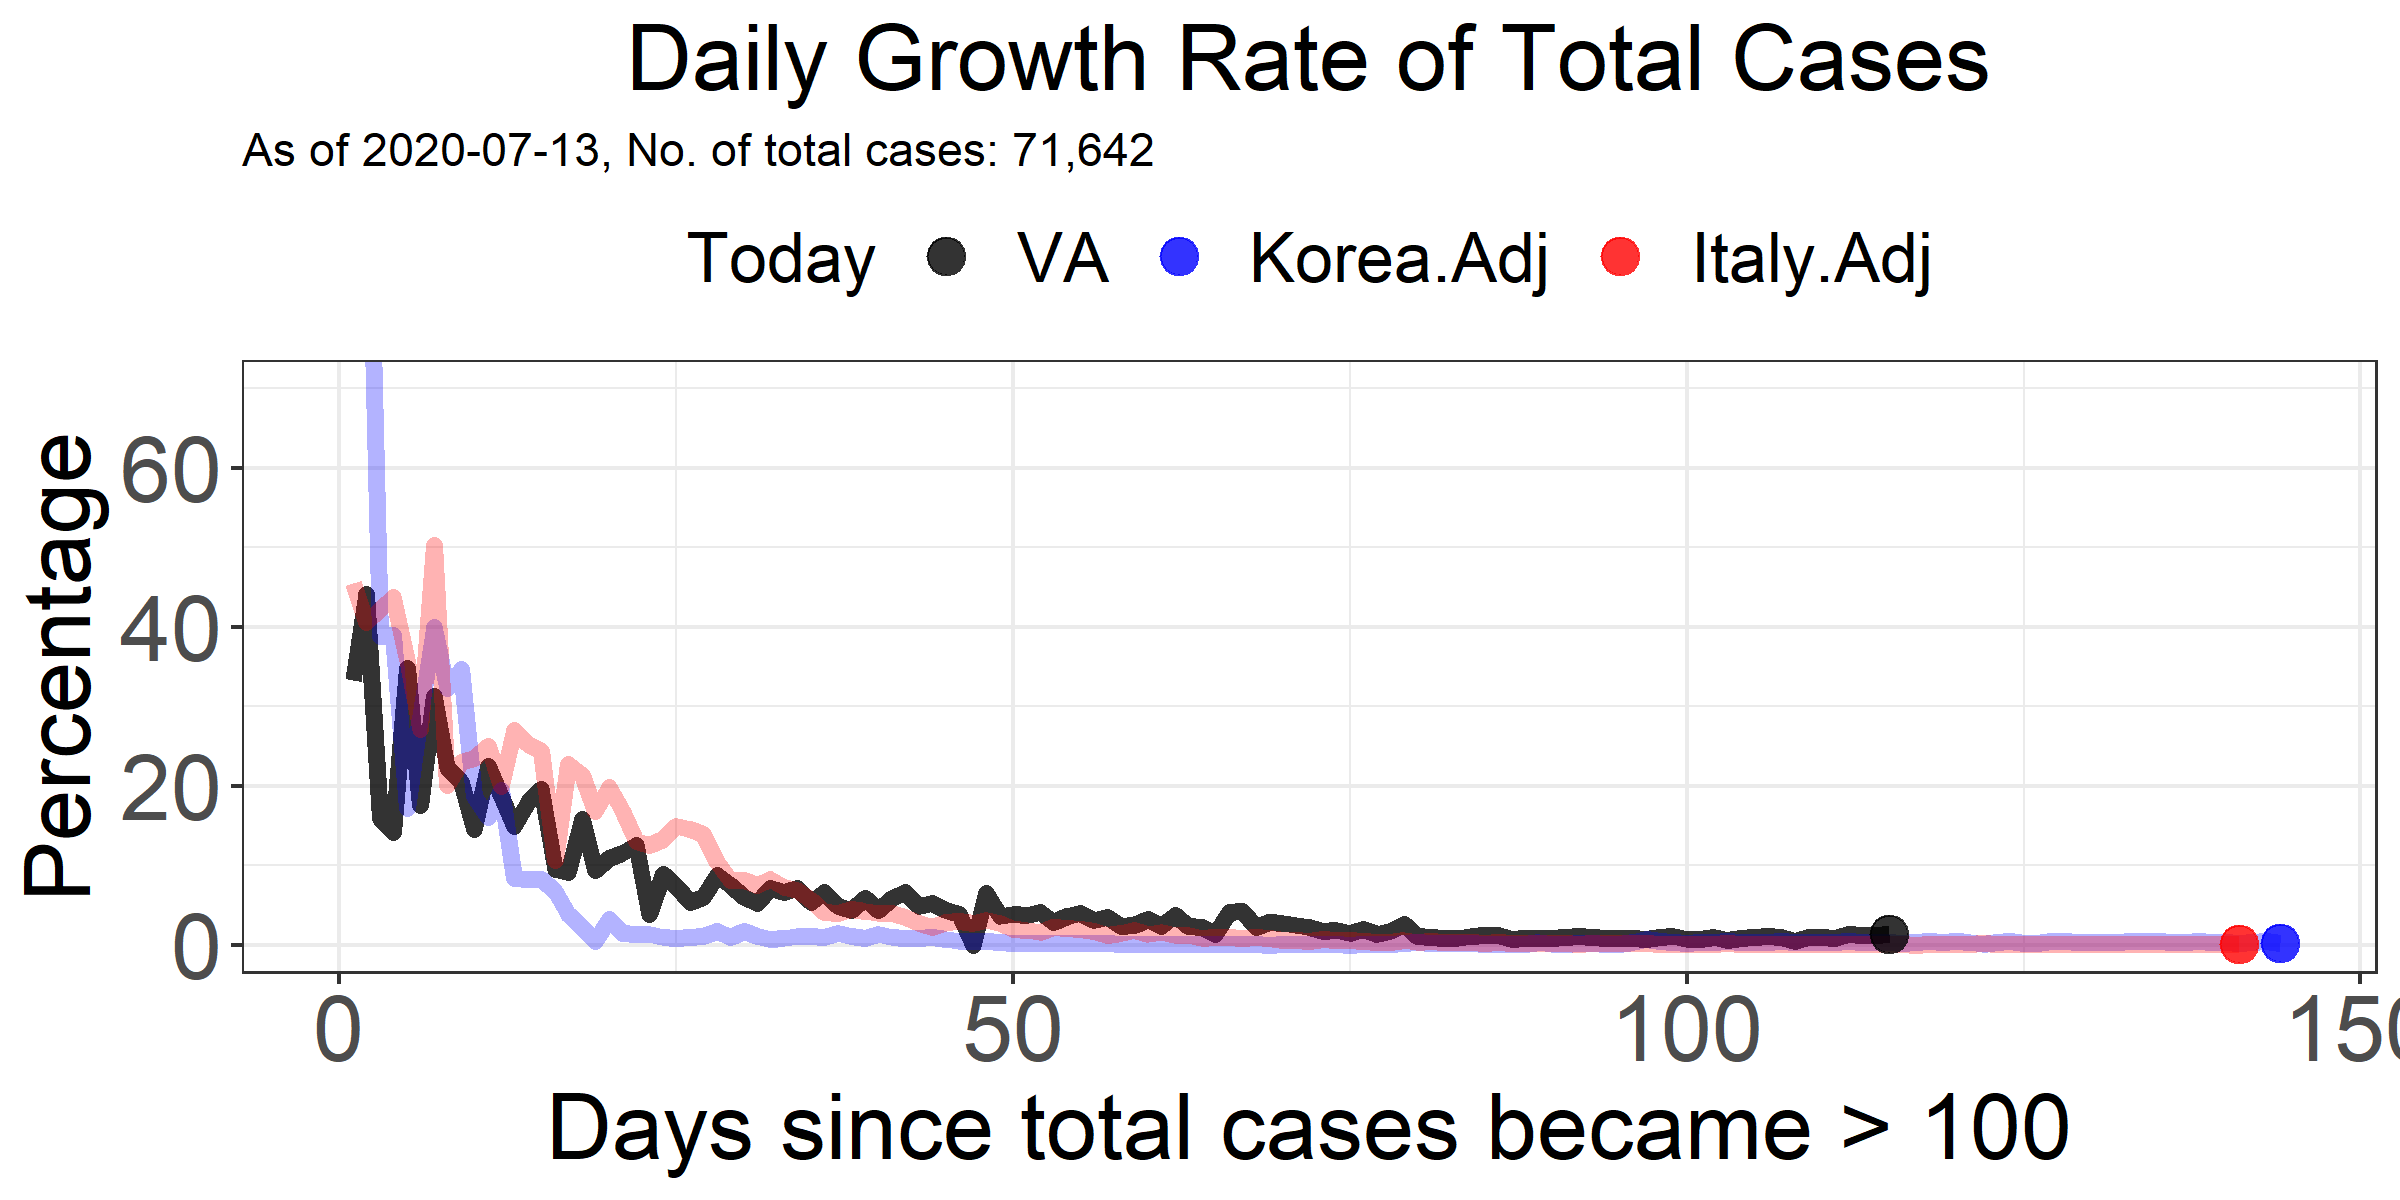 Daily Growth Rate of Total Cases
As of 2020-07-13, No. of total cases: 71,642
Today VA Korea.Adj Italy.Adj
Percentage
60
40
20
0
0 50 100 150
Days since total cases became > 100